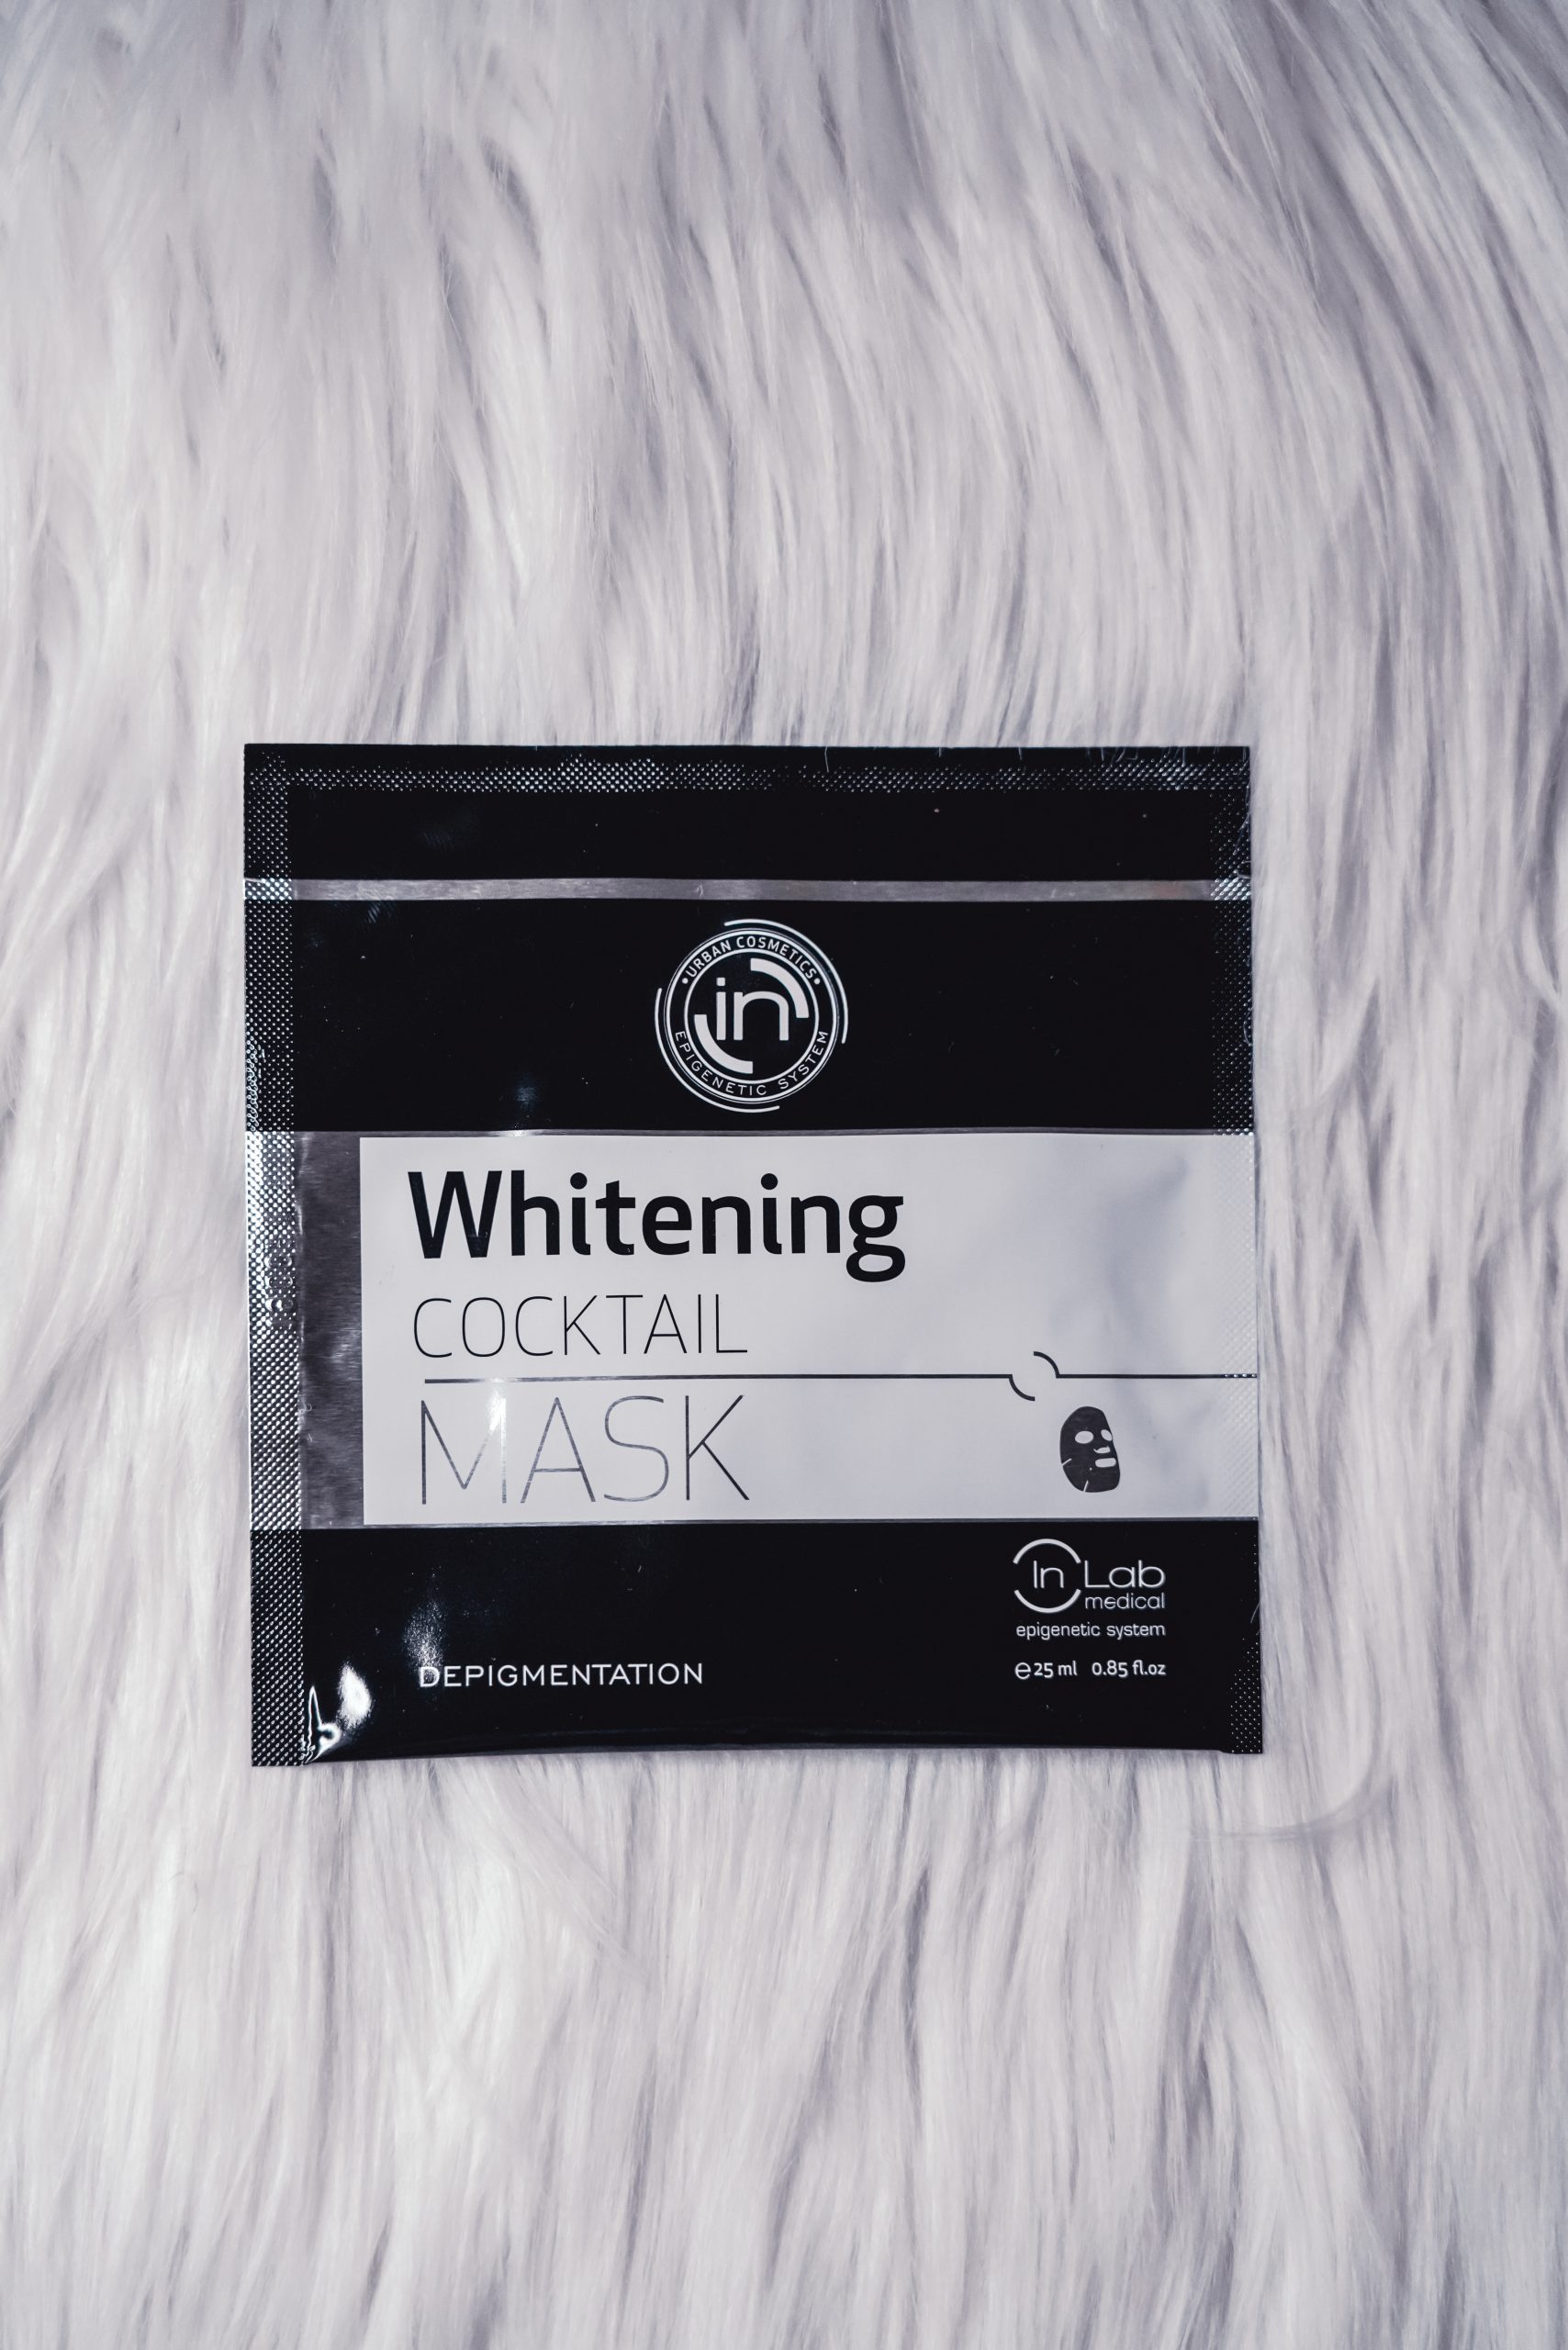 • URBAN COSMETICS •
in
EPIGENETIC SYSTEM
Whitening
COCKTAIL
MASK
In Lab
medical
epigenetic system
DEPIGMENTATION
℮ 25 ml 0.85 fl.oz